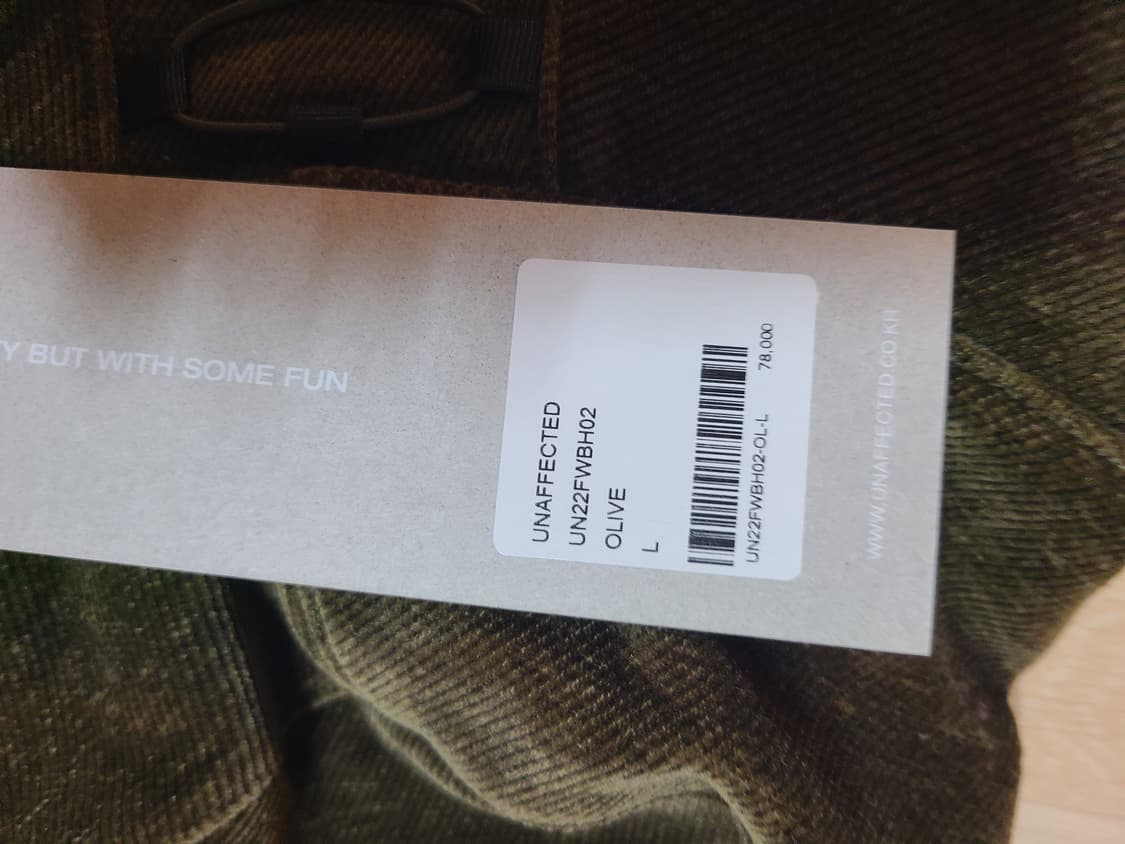 Y BUT WITH SOME FUN
UNAFFECTED
UN22FWBH02
OLIVE
L
UN22FWBH02-OL-L 78,000
WWW.UNAFFECTED.CO.KR